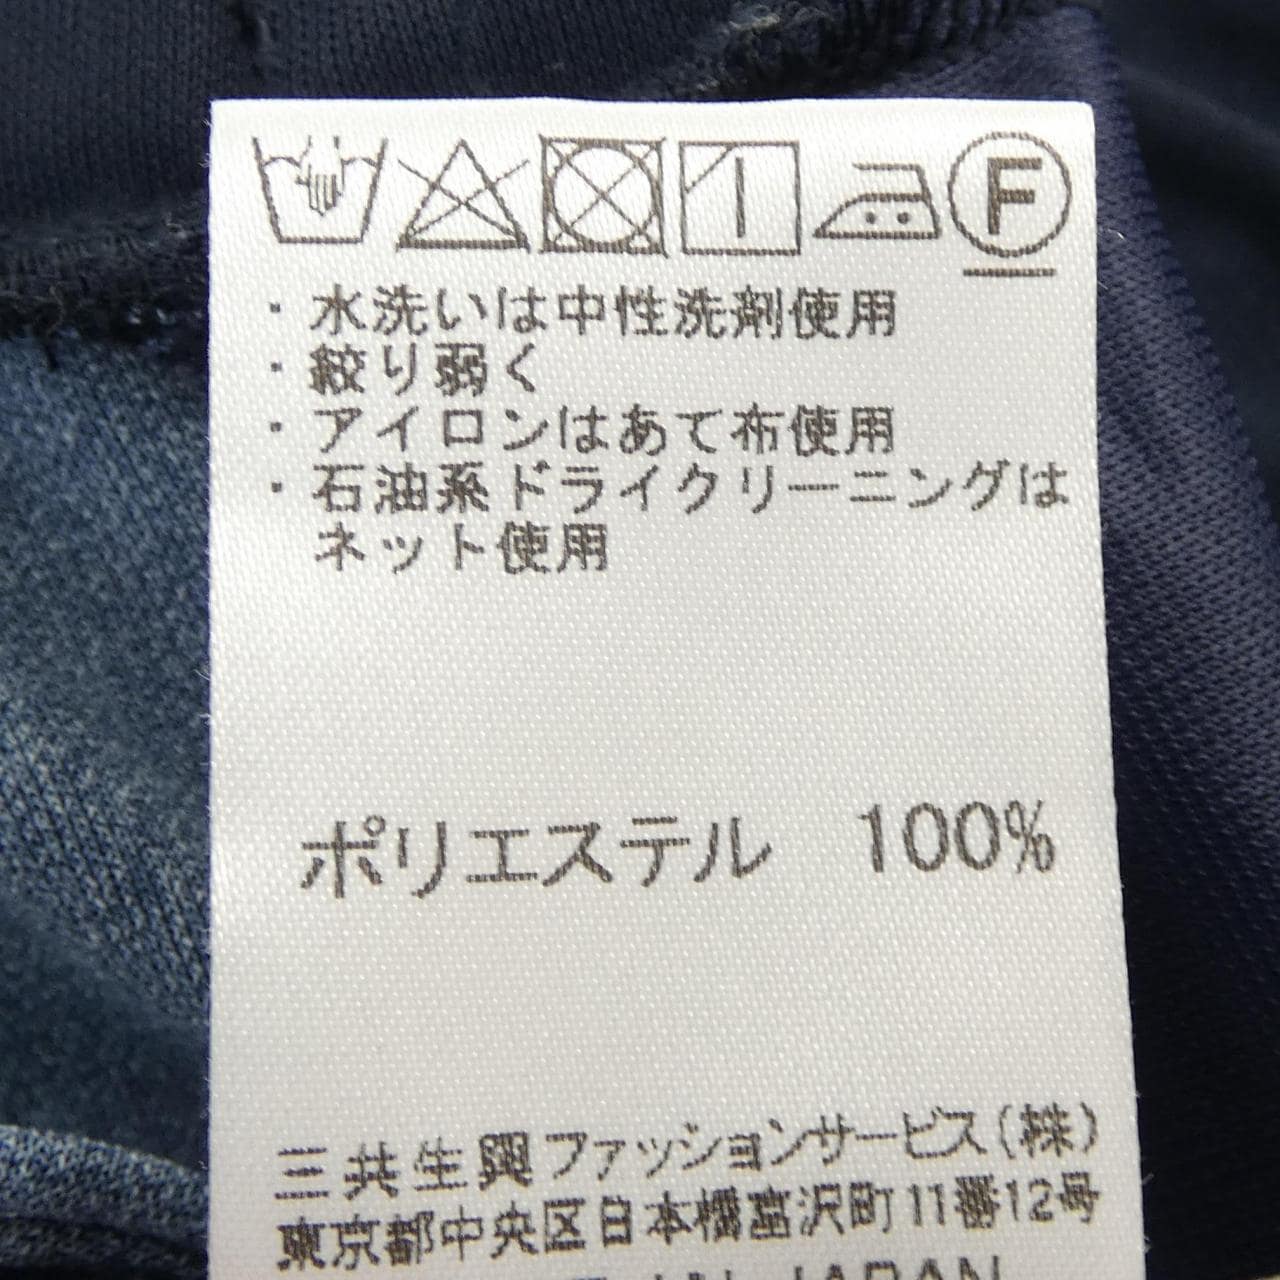 F
・水洗いは中性洗剤使用
・絞り弱く
・アイロンはあて布使用
・石油系ドライクリーニングは
ネット使用
ポリエステル 100%
三共生興ファッションサービス(株)
東京都中央区日本橋富沢町11番12号
JAPAN